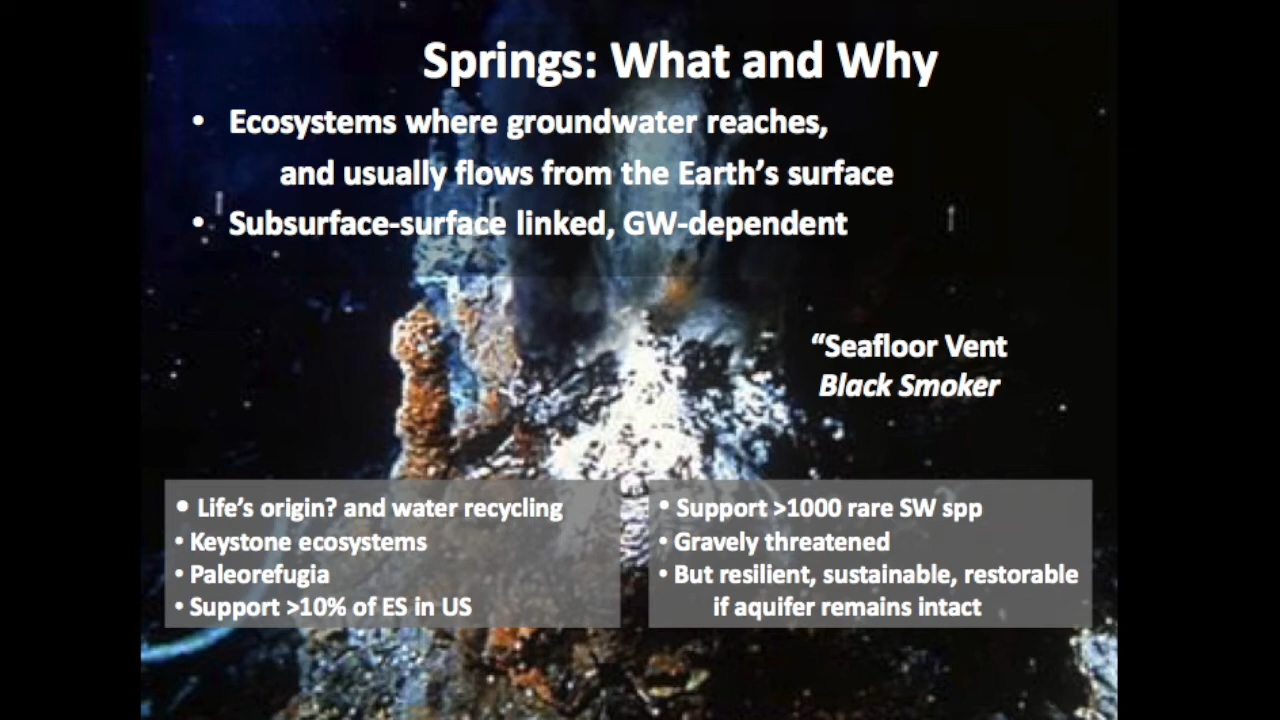 Springs: What and Why
• Ecosystems where groundwater reaches,
and usually flows from the Earth's surface
• Subsurface-surface linked, GW-dependent
“Seafloor Vent
Black Smoker
• Life's origin? and water recycling
• Keystone ecosystems
• Paleorefugia
• Support >10% of ES in US
• Support >1000 rare SW spp
• Gravely threatened
• But resilient, sustainable, restorable
if aquifer remains intact